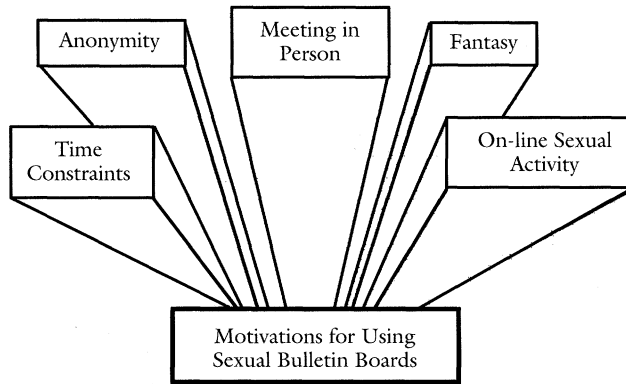 Anonymity
Meeting in
Person
Fantasy
Time
Constraints
On-line Sexual
Activity
Motivations for Using
Sexual Bulletin Boards